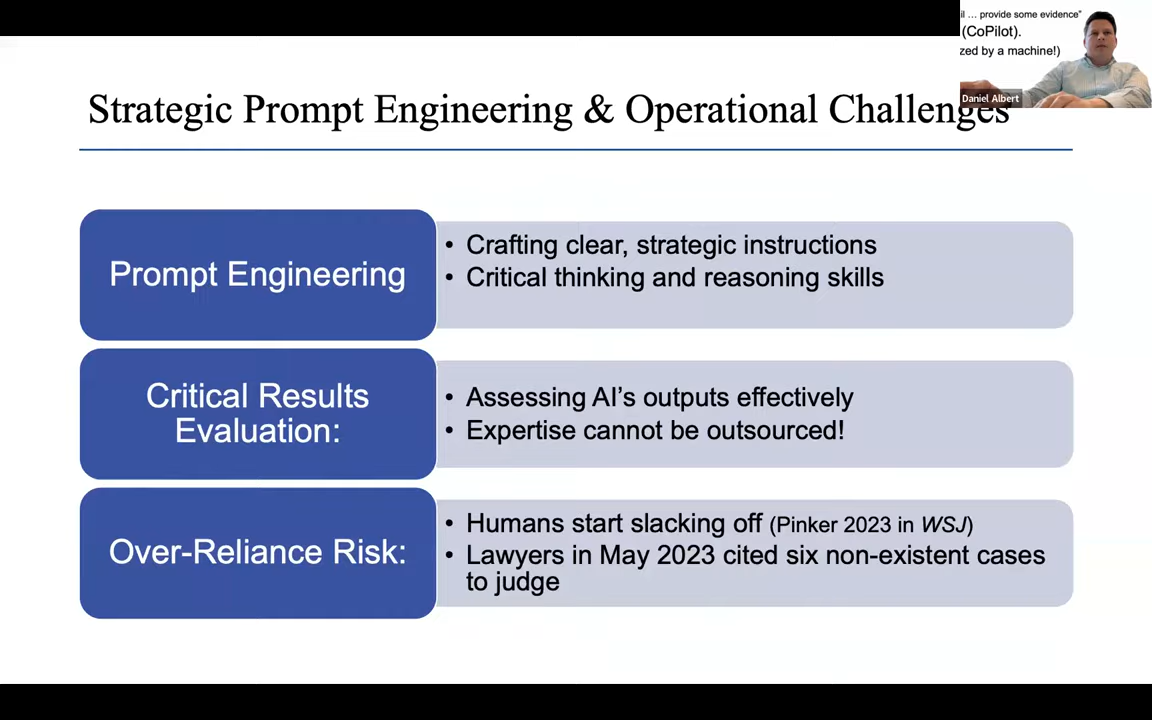 il ... provide some evidence"
(CoPilot).
zed by a machine!)
Daniel Albert
Strategic Prompt Engineering & Operational Challenges
Prompt Engineering
• Crafting clear, strategic instructions
• Critical thinking and reasoning skills
Critical Results
Evaluation:
• Assessing AI's outputs effectively
• Expertise cannot be outsourced!
Over-Reliance Risk:
• Humans start slacking off (Pinker 2023 in WSJ)
• Lawyers in May 2023 cited six non-existent cases
to judge